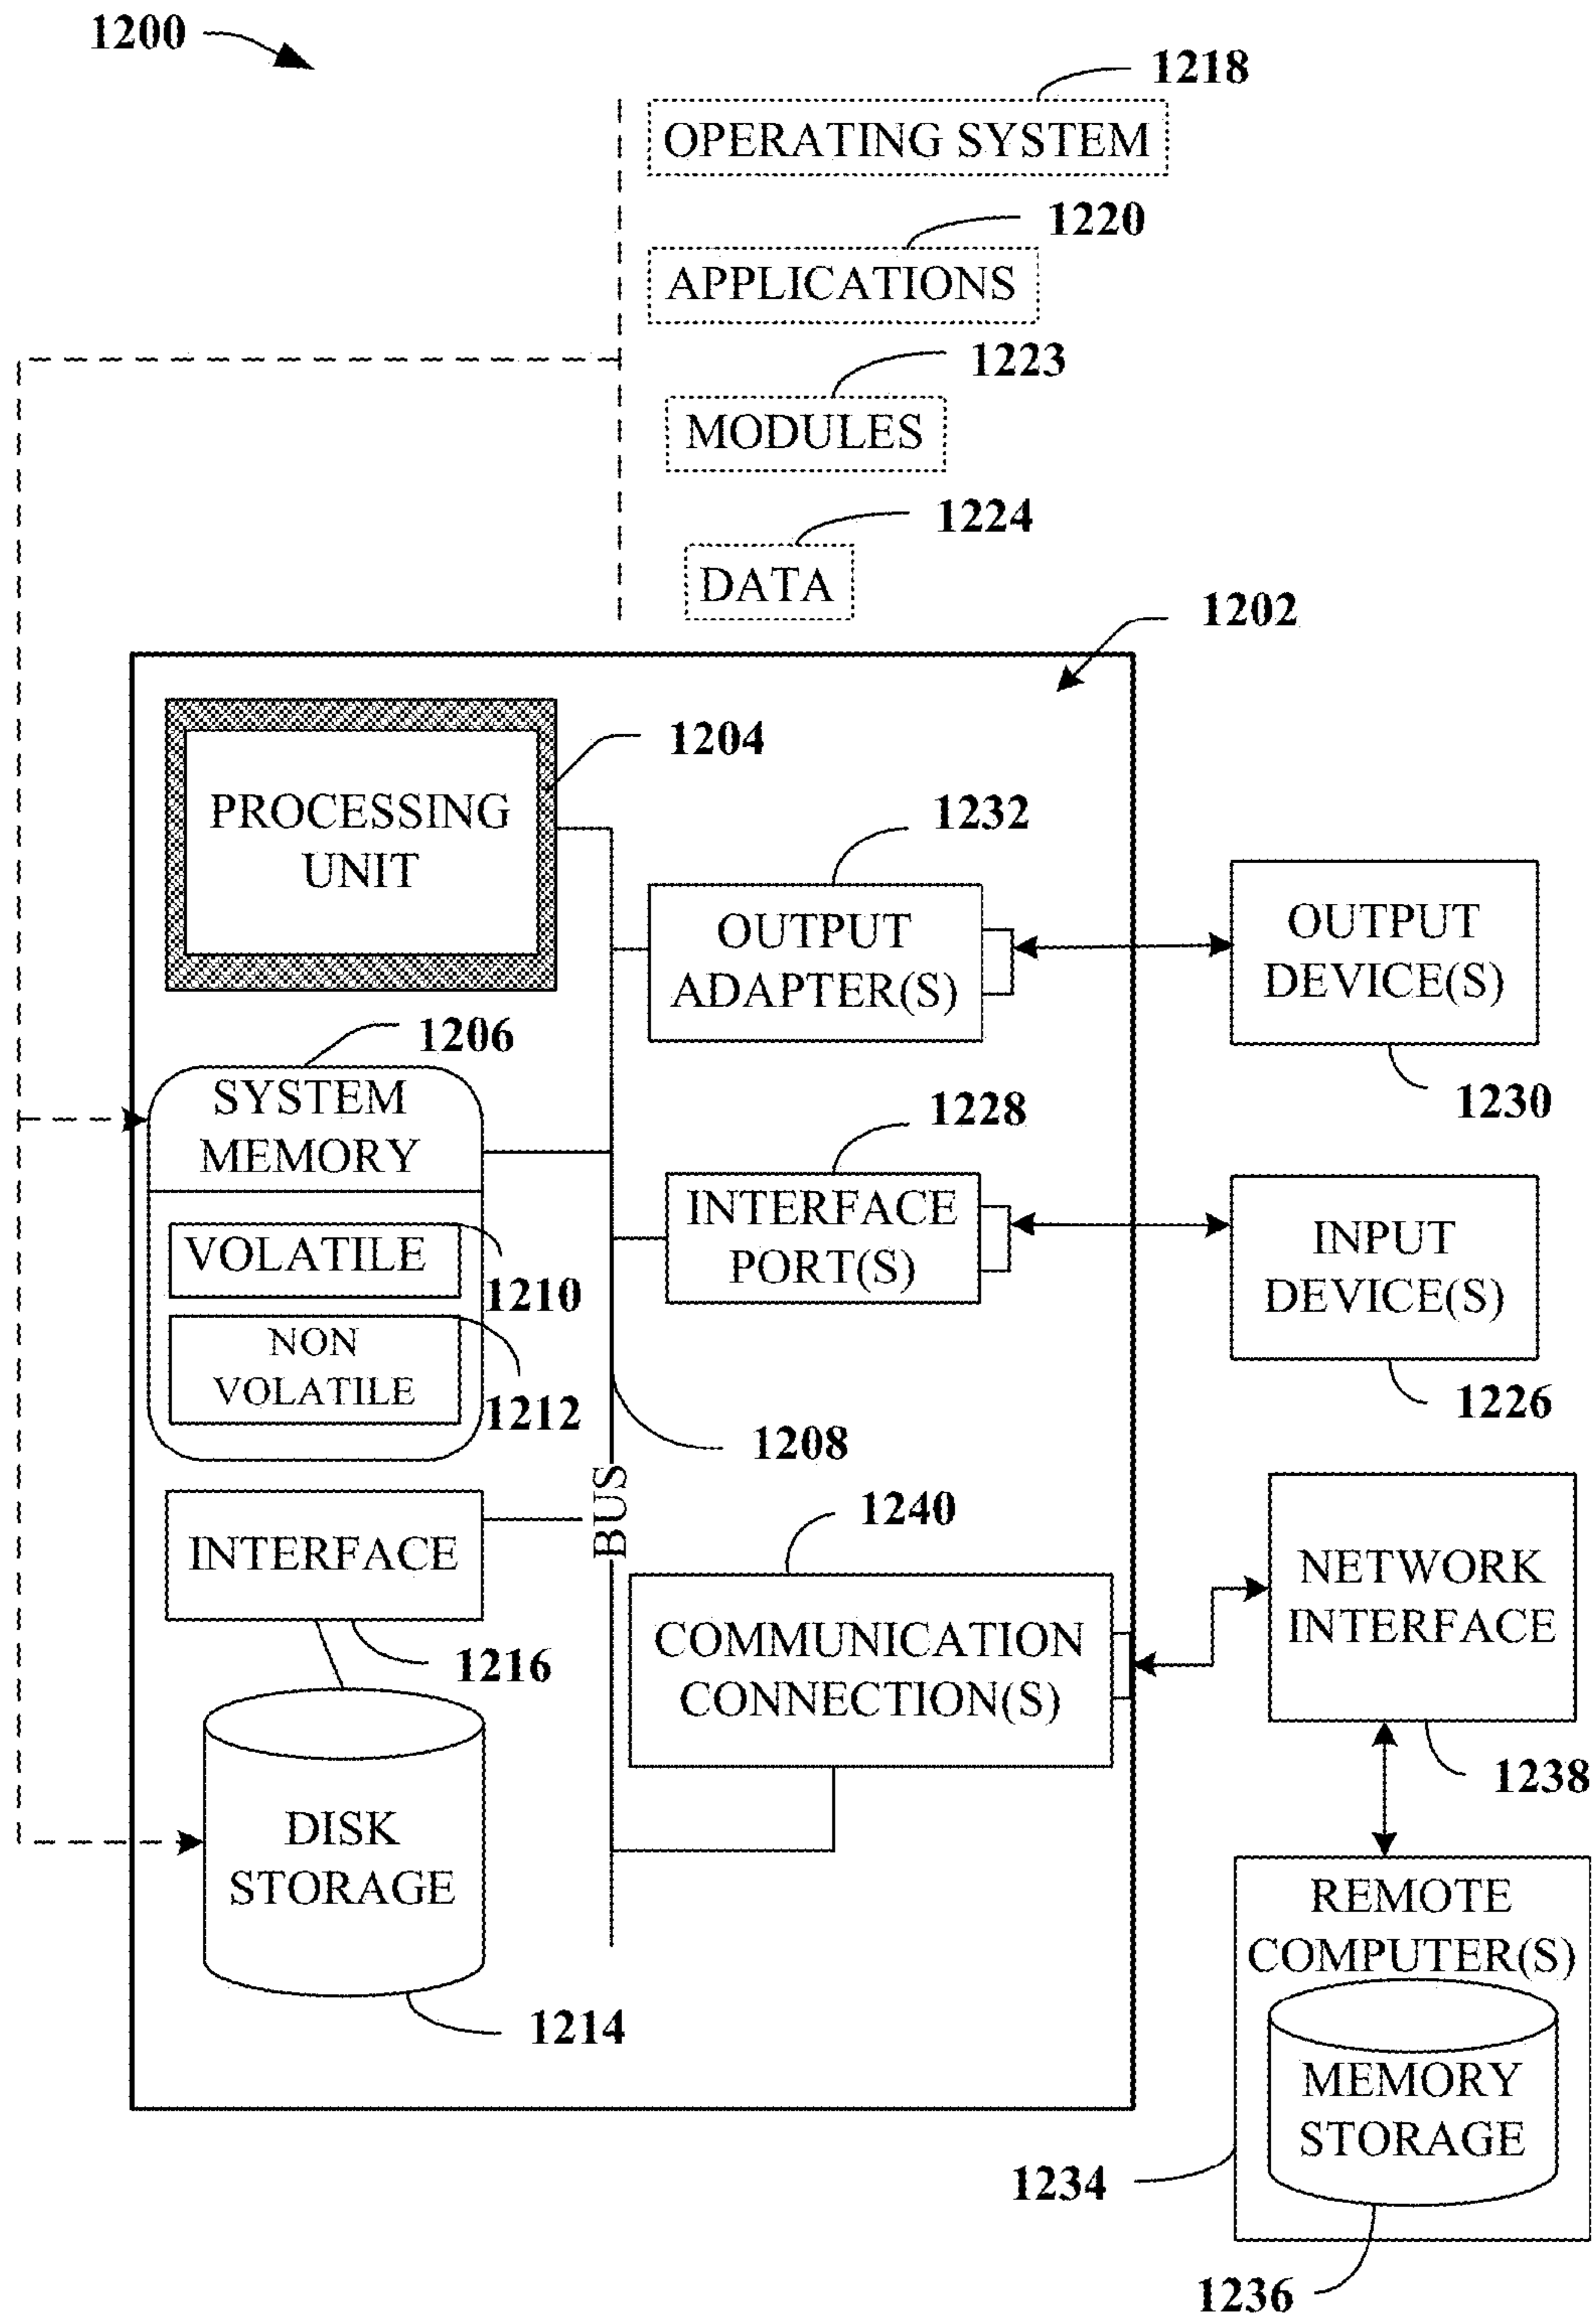 1200
1218
OPERATING SYSTEM
1220
APPLICATIONS
1223
MODULES
1224
DATA
1202
PROCESSING
UNIT
1204
1232
OUTPUT
ADAPTER(S)
OUTPUT
DEVICE(S)
1230
1206
SYSTEM
MEMORY
VOLATILE
1210
NON
VOLATILE
1212
1228
INTERFACE
PORT(S)
INPUT
DEVICE(S)
1226
1208
BUS
INTERFACE
1216
1240
COMMUNICATION
CONNECTION(S)
NETWORK
INTERFACE
1238
DISK
STORAGE
1214
REMOTE
COMPUTER(S)
MEMORY
STORAGE
1234
1236